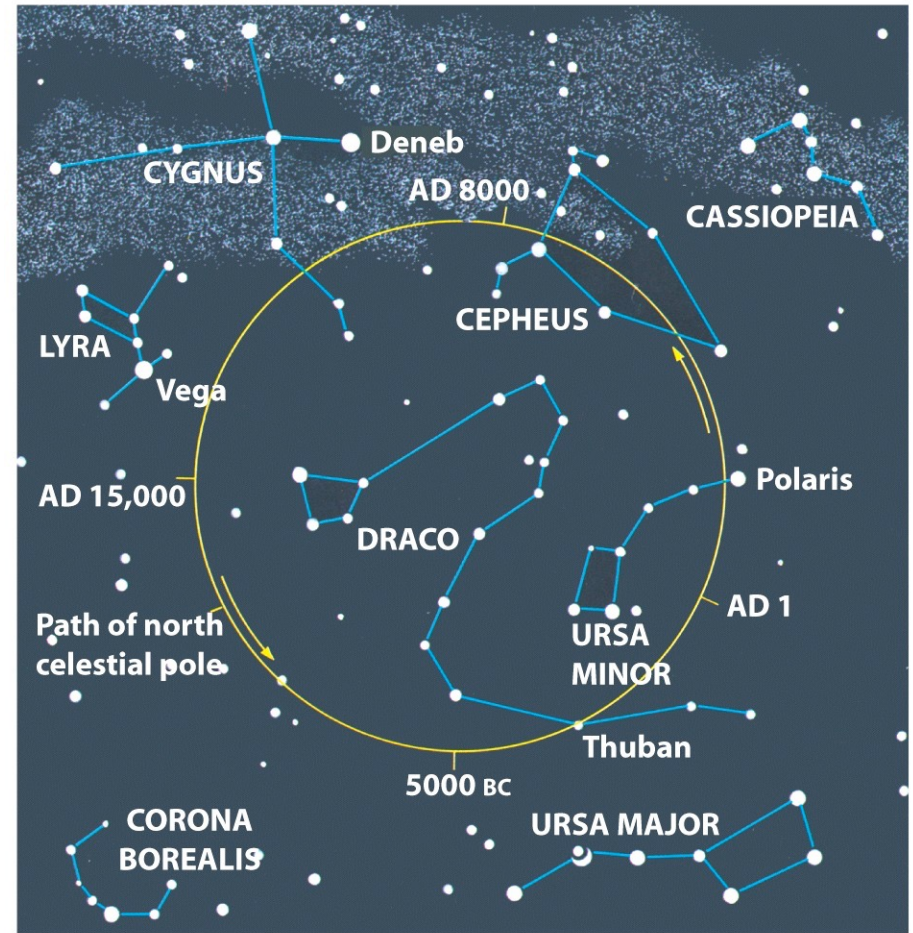 Deneb
CYGNUS
AD 8000
CASSIOPEIA
CEPHEUS
LYRA
Vega
Polaris
AD 15,000
DRACO
AD 1
Path of north
celestial pole
URSA
MINOR
Thuban
5000 BC
CORONA
BOREALIS
URSA MAJOR